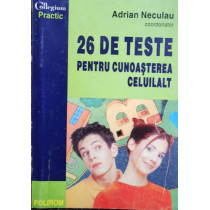 Collegium
Practic
Adrian Neculau
coordonator
26 DE TESTE
PENTRU CUNOAȘTEREA
CELUILALT
POLIROM